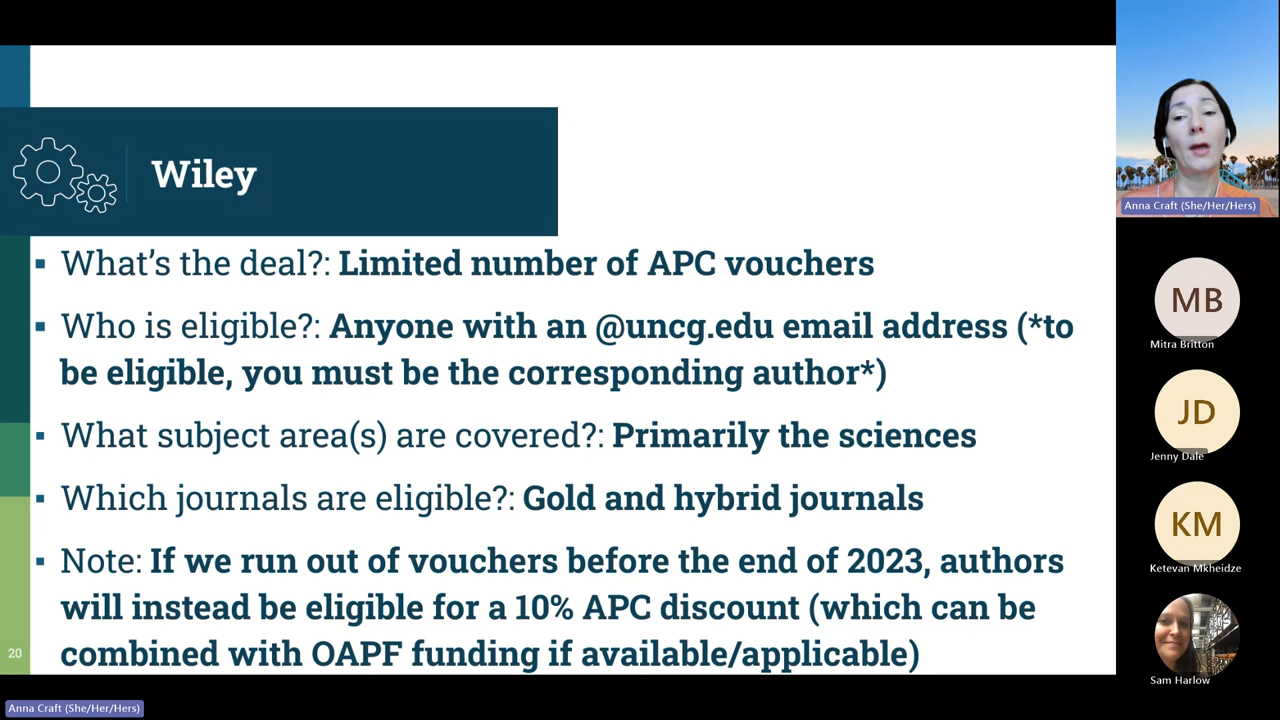 Wiley
▪ What's the deal?: Limited number of APC vouchers
▪ Who is eligible?: Anyone with an @uncg.edu email address (*to
be eligible, you must be the corresponding author*)
▪ What subject area(s) are covered?: Primarily the sciences
▪ Which journals are eligible?: Gold and hybrid journals
▪ Note: If we run out of vouchers before the end of 2023, authors
will instead be eligible for a 10% APC discount (which can be
combined with OAPF funding if available/applicable)
20
Anna Craft (She/Her/Hers)
MB
Mitra Britton
JD
Jenny Dale
KM
Ketevan Mkheidze
Sam Harlow
Anna Craft (She/Her/Hers)